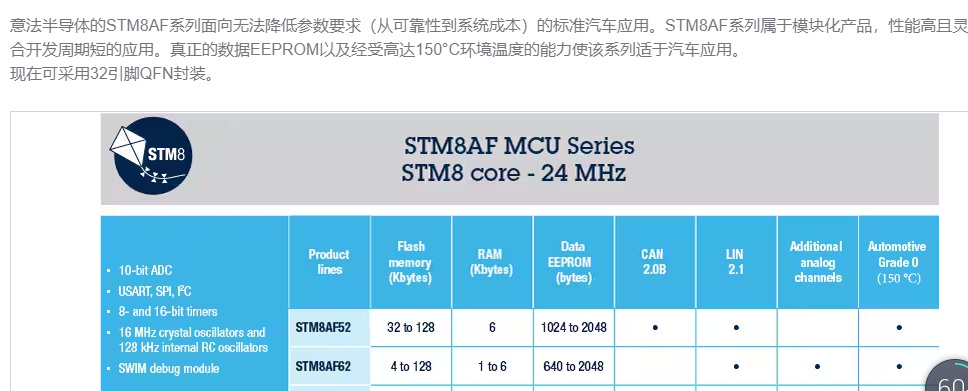 意法半导体的STM8AF系列面向无法降低参数要求（从可靠性到系统成本）的标准汽车应用。STM8AF系列属于模块化产品，性能高且灵
合开发周期短的应用。真正的数据EEPROM以及经受高达150°C环境温度的能力使该系列适于汽车应用。
现在可采用32引脚QFN封装。
STM8
STM8AF MCU Series
STM8 core - 24 MHz
• 10-bit ADC
• USART, SPI, I²C
• 8- and 16-bit timers
• 16 MHz crystal oscillators and
128 kHz internal RC oscillators
• SWIM debug module
Product lines Flash memory (Kbytes) RAM (Kbytes) Data EEPROM (bytes) CAN 2.0B LIN 2.1 Additional analog channels Automotive Grade 0 (150 °C)
STM8AF52 32 to 128 6 1024 to 2048 • • •
STM8AF62 4 to 128 1 to 6 640 to 2048 • • •